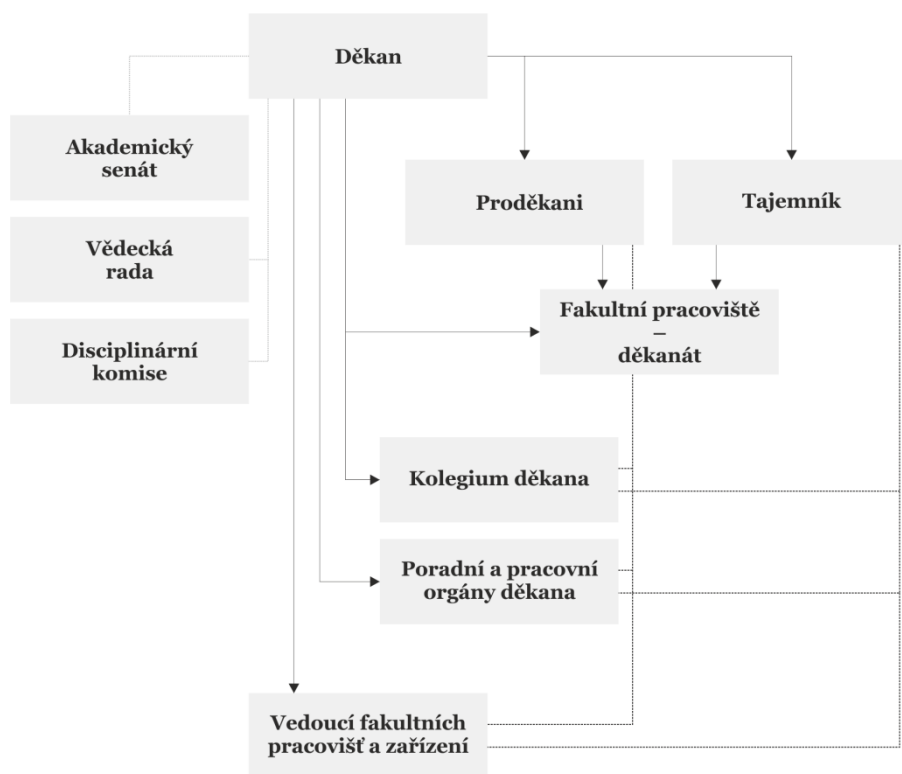 Děkan
Akademický
senát
Proděkani
Tajemník
Vědecká
rada
Fakultní pracoviště
–
děkanát
Disciplinární
komise
Kolegium děkana
Poradní a pracovní
orgány děkana
Vedoucí fakultních
pracovišť a zařízení